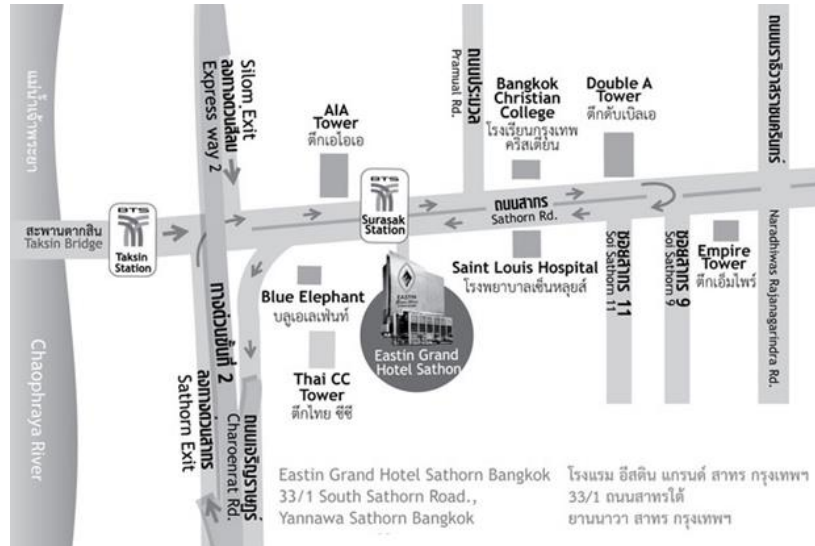 แม่น้ำเจ้าพระยา
Chaophraya River
สะพานตากสิน
Taksin Bridge
BTS
Taksin
Station
Silom Exit
ลงทางด่วนสีลม
Express way 2
ทางด่วนขั้นที่ 2
ลงทางด่วนสาทร
Sathorn Exit
ถนนเจริญราษฎร์
Charoenrat Rd.
AIA
Tower
ตึกเอไอเอ
BTS
Surasak
Station
ถนนประมวล
Pramual Rd.
Bangkok
Christian
College
โรงเรียนกรุงเทพ
คริสเตียน
Double A
Tower
ตึกดับเบิลเอ
ถนนนราธิวาสราชนครินทร์
Naradhiwas Rajanagarindra Rd.
ถนนสาทร
Sathorn Rd.
Blue Elephant
บลูเอเลเฟ่นท์
Thai CC
Tower
ตึกไทย ซีซี
EASTIN
Eastin Grand
Hotel Sathon
Saint Louis Hospital
โรงพยาบาลเซ็นหลุยส์
ซอยสาทร 11
Soi Sathorn 11
ซอยสาทร 9
Soi Sathorn 9
Empire
Tower
ตึกเอ็มไพร์
Eastin Grand Hotel Sathorn Bangkok
33/1 South Sathorn Road.,
Yannawa Sathorn Bangkok
โรงแรม อีสติน แกรนด์ สาทร กรุงเทพฯ
33/1 ถนนสาทรใต้
ยานนาวา สาทร กรุงเทพฯ